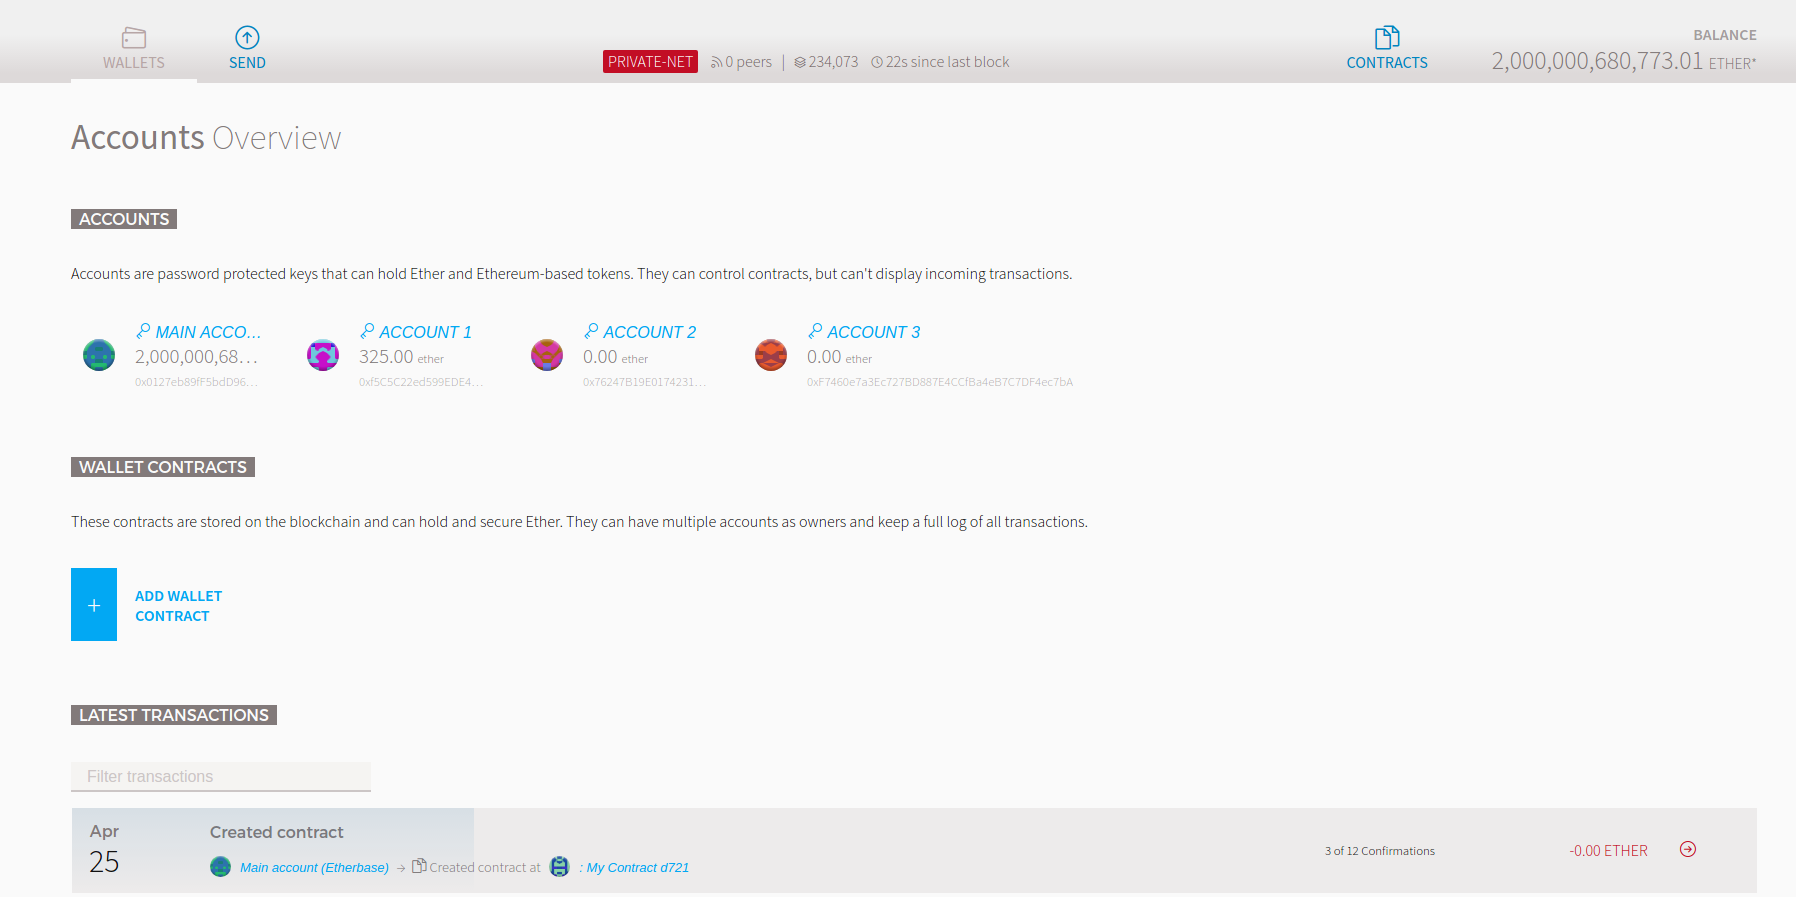 WALLETS
SEND
PRIVATE-NET 0 peers | 234,073 22s since last block
CONTRACTS
BALANCE
2,000,000,680,773.01 ETHER*
Accounts Overview
ACCOUNTS
Accounts are password protected keys that can hold Ether and Ethereum-based tokens. They can control contracts, but can't display incoming transactions.
MAIN ACCO...
2,000,000,68...
0x0127eb89fF5bdD96...
ACCOUNT 1
325.00 ether
0xf5C5C22ed599EDE4...
ACCOUNT 2
0.00 ether
0x76247B19E0174231...
ACCOUNT 3
0.00 ether
0xF7460e7a3Ec727BD887E4CCfBa4eB7C7DF4ec7bA
WALLET CONTRACTS
These contracts are stored on the blockchain and can hold and secure Ether. They can have multiple accounts as owners and keep a full log of all transactions.
+
ADD WALLET
CONTRACT
LATEST TRANSACTIONS
Filter transactions
Apr
25
Created contract
Main account (Etherbase) → Created contract at : My Contract d721
3 of 12 Confirmations
-0.00 ETHER